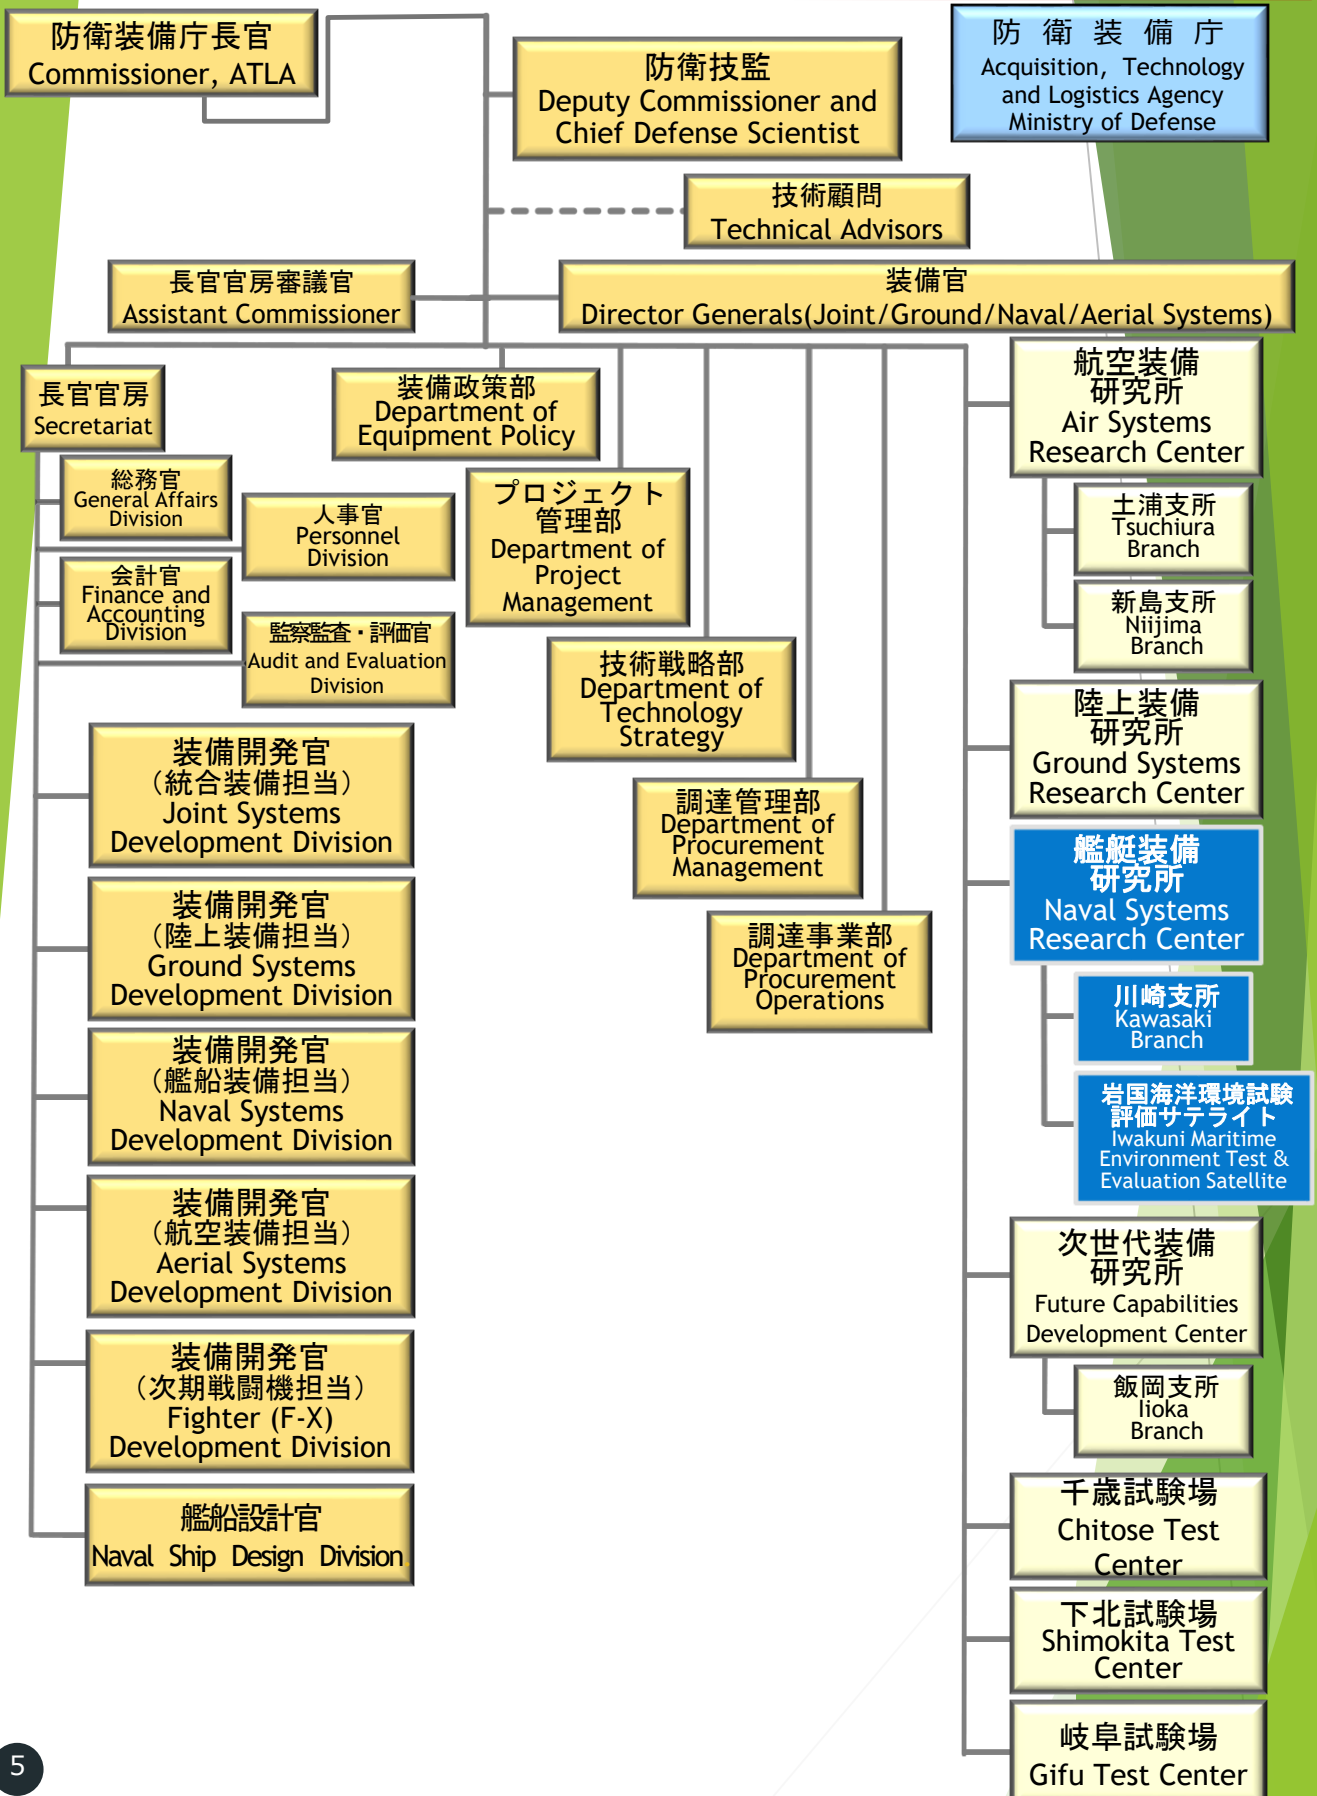 防衛装備庁長官
Commissioner, ATLA
防衛技監
Deputy Commissioner and
Chief Defense Scientist
防 衛 装 備 庁
Acquisition, Technology
and Logistics Agency
Ministry of Defense
技術顧問
Technical Advisors
長官官房審議官
Assistant Commissioner
装備官
Director Generals(Joint/Ground/Naval/Aerial Systems)
長官官房
Secretariat
総務官
General Affairs
Division
人事官
Personnel
Division
会計官
Finance and
Accounting
Division
監察監査・評価官
Audit and Evaluation
Division
装備開発官
（統合装備担当）
Joint Systems
Development Division
装備開発官
（陸上装備担当）
Ground Systems
Development Division
装備開発官
（艦船装備担当）
Naval Systems
Development Division
装備開発官
（航空装備担当）
Aerial Systems
Development Division
装備開発官
（次期戦闘機担当）
Fighter (F-X)
Development Division
艦船設計官
Naval Ship Design Division
装備政策部
Department of
Equipment Policy
プロジェクト
管理部
Department of
Project
Management
技術戦略部
Department of
Technology
Strategy
調達管理部
Department of
Procurement
Management
調達事業部
Department of
Procurement
Operations
航空装備
研究所
Air Systems
Research Center
土浦支所
Tsuchiura
Branch
新島支所
Niijima
Branch
陸上装備
研究所
Ground Systems
Research Center
艦艇装備
研究所
Naval Systems
Research Center
川崎支所
Kawasaki
Branch
岩国海洋環境試験
評価サテライト
Iwakuni Maritime
Environment Test &
Evaluation Satellite
次世代装備
研究所
Future Capabilities
Development Center
飯岡支所
Iioka
Branch
千歳試験場
Chitose Test
Center
下北試験場
Shimokita Test
Center
岐阜試験場
Gifu Test Center
5